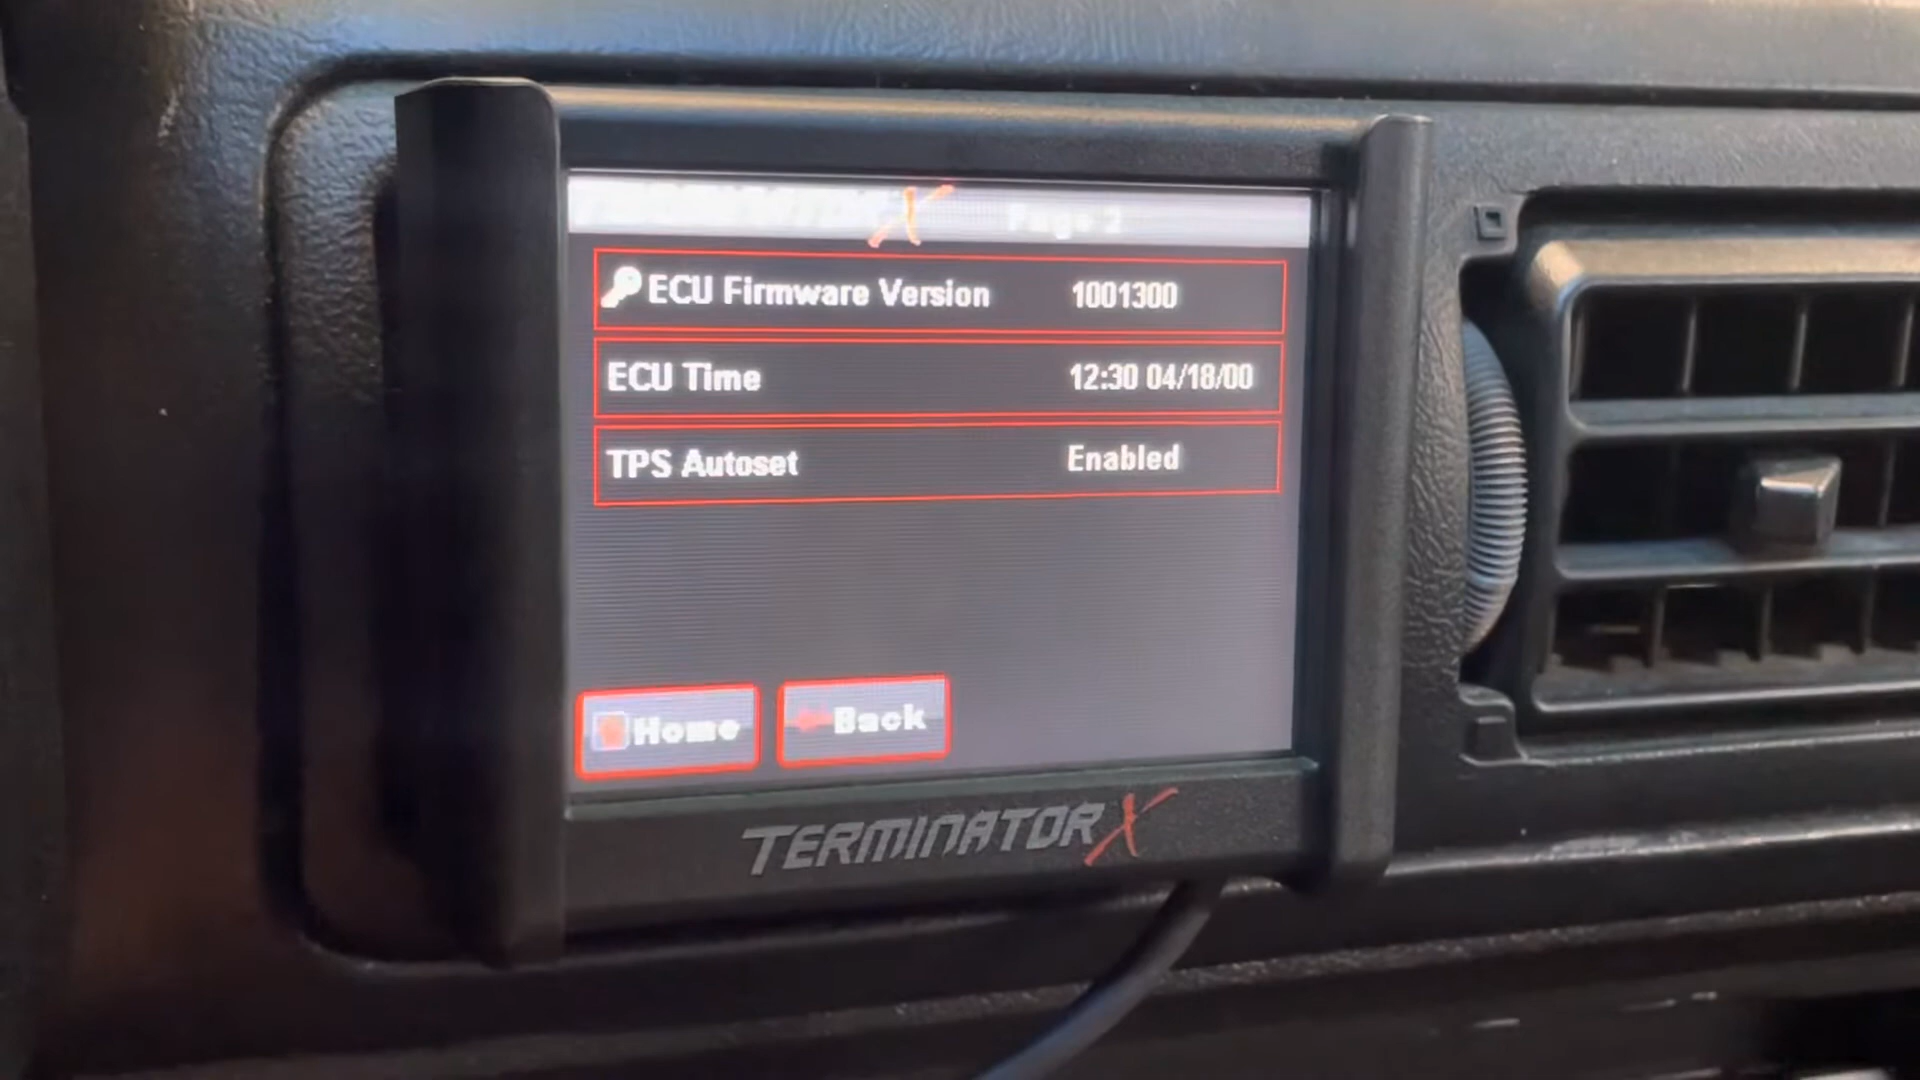 TERMINATOR X Page 2
ECU Firmware Version 1001300
ECU Time 12:30 04/18/00
TPS Autoset Enabled
Home Back
TERMINATOR X